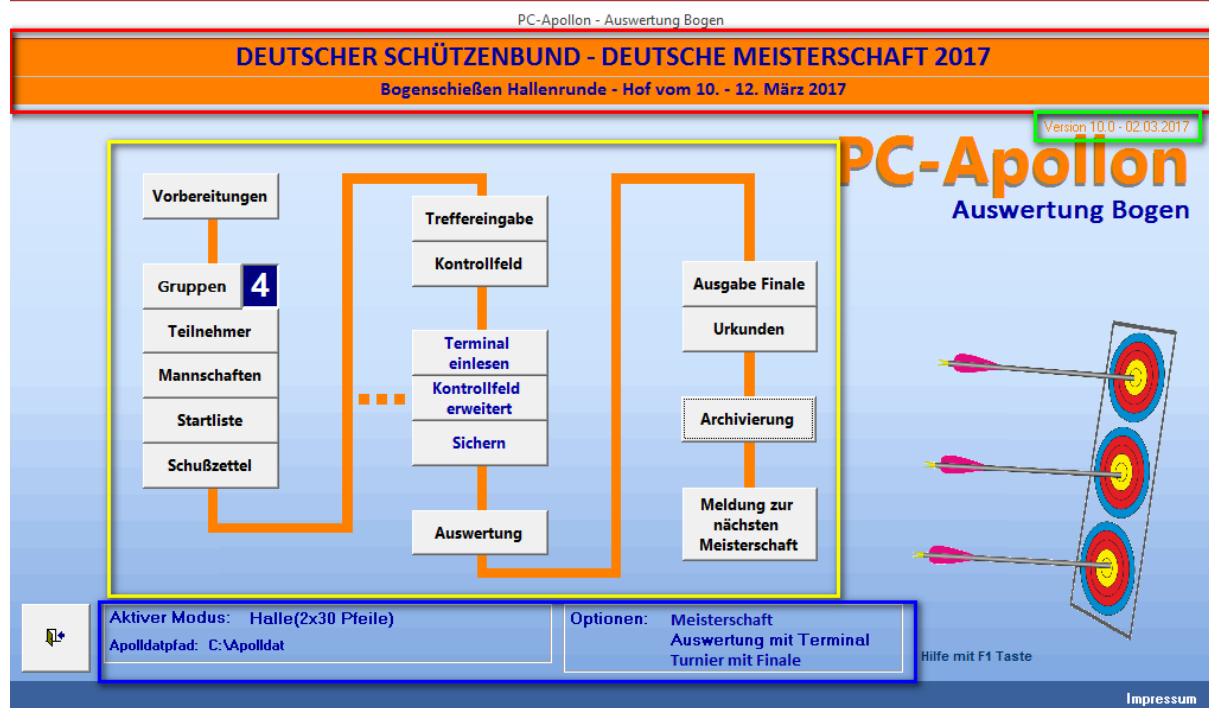 PC-Apollon - Auswertung Bogen
DEUTSCHER SCHÜTZENBUND - DEUTSCHE MEISTERSCHAFT 2017
Bogenschießen Hallenrunde - Hof vom 10. - 12. März 2017
Version 10.0 - 02.03.2017
PC-Apollon
Auswertung Bogen
Vorbereitungen
Gruppen 4
Teilnehmer
Mannschaften
Startliste
Schußzettel
Treffereingabe
Kontrollfeld
Terminal
einlesen
Kontrollfeld
erweitert
Sichern
Auswertung
Ausgabe Finale
Urkunden
Archivierung
Meldung zur
nächsten
Meisterschaft
Aktiver Modus: Halle(2x30 Pfeile)
Apolldatpfad: C:\Apolldat
Optionen: Meisterschaft
Auswertung mit Terminal
Turnier mit Finale
Hilfe mit F1 Taste
Impressum